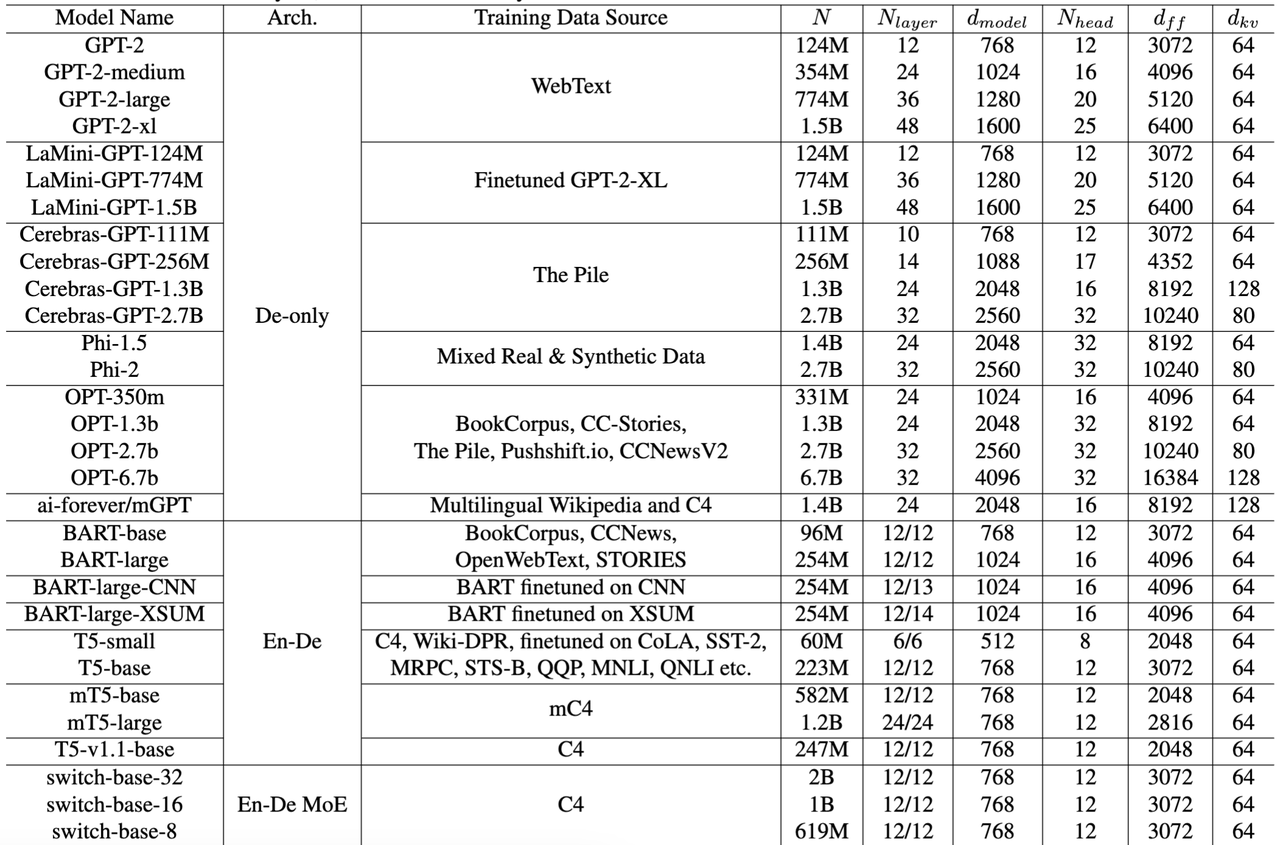 Model Name Arch. Training Data Source N N_layer d_model N_head d_ff d_kv
GPT-2 124M 12 768 12 3072 64
GPT-2-medium 354M 24 1024 16 4096 64
WebText
GPT-2-large 774M 36 1280 20 5120 64
GPT-2-xl 1.5B 48 1600 25 6400 64
LaMini-GPT-124M 124M 12 768 12 3072 64
LaMini-GPT-774M Finetuned GPT-2-XL 774M 36 1280 20 5120 64
LaMini-GPT-1.5B 1.5B 48 1600 25 6400 64
Cerebras-GPT-111M 111M 10 768 12 3072 64
Cerebras-GPT-256M 256M 14 1088 17 4352 64
The Pile
Cerebras-GPT-1.3B 1.3B 24 2048 16 8192 128
Cerebras-GPT-2.7B De-only 2.7B 32 2560 32 10240 80
Phi-1.5 1.4B 24 2048 32 8192 64
Mixed Real & Synthetic Data
Phi-2 2.7B 32 2560 32 10240 80
OPT-350m 331M 24 1024 16 4096 64
OPT-1.3b BookCorpus, CC-Stories, 1.3B 24 2048 32 8192 64
OPT-2.7b The Pile, Pushshift.io, CCNewsV2 2.7B 32 2560 32 10240 80
OPT-6.7b 6.7B 32 4096 32 16384 128
ai-forever/mGPT Multilingual Wikipedia and C4 1.4B 24 2048 16 8192 128
BART-base BookCorpus, CCNews, 96M 12/12 768 12 3072 64
BART-large OpenWebText, STORIES 254M 12/12 1024 16 4096 64
BART-large-CNN BART finetuned on CNN 254M 12/13 1024 16 4096 64
BART-large-XSUM BART finetuned on XSUM 254M 12/14 1024 16 4096 64
T5-small En-De C4, Wiki-DPR, finetuned on CoLA, SST-2, 60M 6/6 512 8 2048 64
T5-base MRPC, STS-B, QQP, MNLI, QNLI etc. 223M 12/12 768 12 3072 64
mT5-base 582M 12/12 768 12 2048 64
mC4
mT5-large 1.2B 24/24 768 12 2816 64
T5-v1.1-base C4 247M 12/12 768 12 2048 64
switch-base-32 2B 12/12 768 12 3072 64
switch-base-16 En-De MoE C4 1B 12/12 768 12 3072 64
switch-base-8 619M 12/12 768 12 3072 64